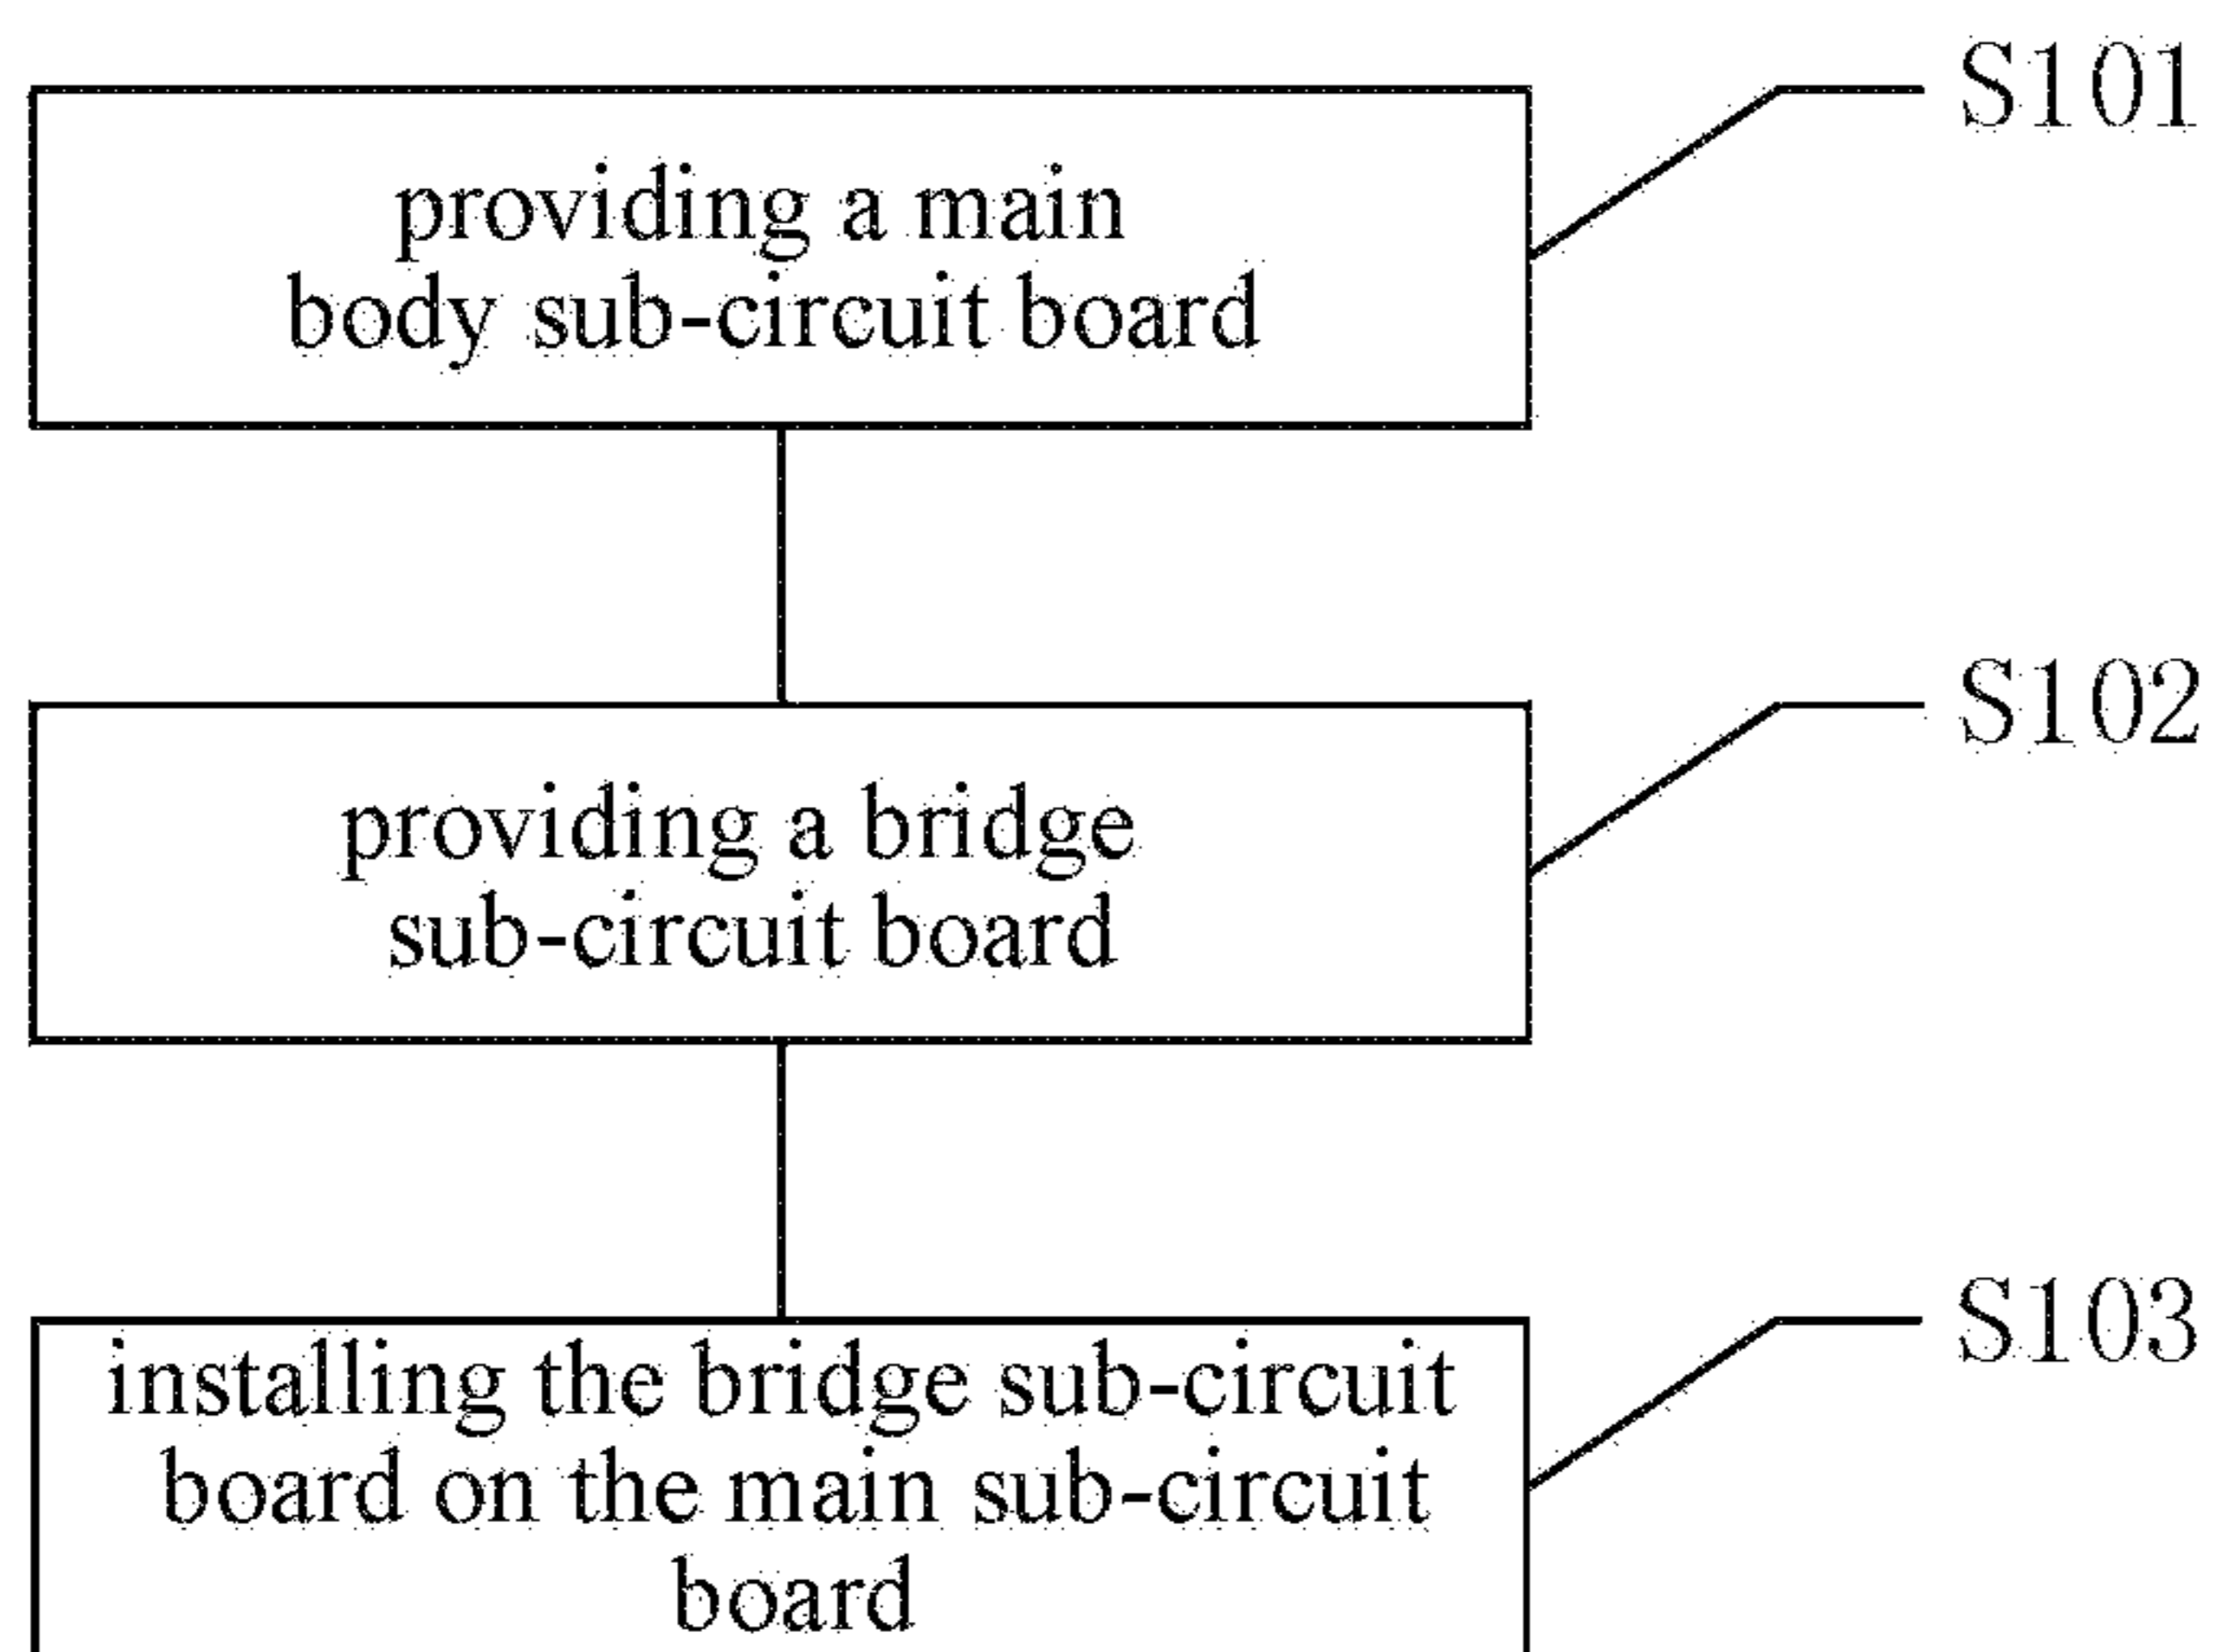 S101
providing a main
body sub-circuit board
S102
providing a bridge
sub-circuit board
S103
installing the bridge sub-circuit
board on the main sub-circuit
board